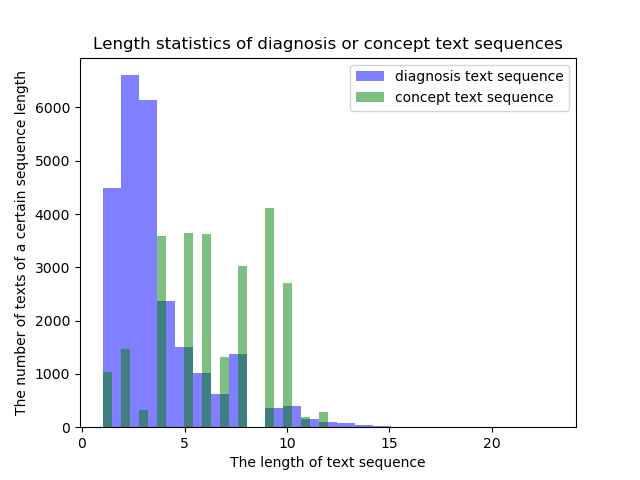 Length statistics of diagnosis or concept text sequences
diagnosis text sequence
concept text sequence
The number of texts of a certain sequence length
6000
5000
4000
3000
2000
1000
0
0 5 10 15 20
The length of text sequence